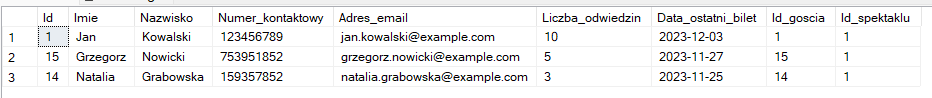 Id Imie Nazwisko Numer_kontaktowy Adres_email Liczba_odwiedzin Data_ostatni_bilet Id_goscia Id_spektaklu
1 1 Jan Kowalski 123456789 jan.kowalski@example.com 10 2023-12-03 1 1
2 15 Grzegorz Nowicki 753951852 grzegorz.nowicki@example.com 5 2023-11-27 15 1
3 14 Natalia Grabowska 159357852 natalia.grabowska@example.com 3 2023-11-25 14 1